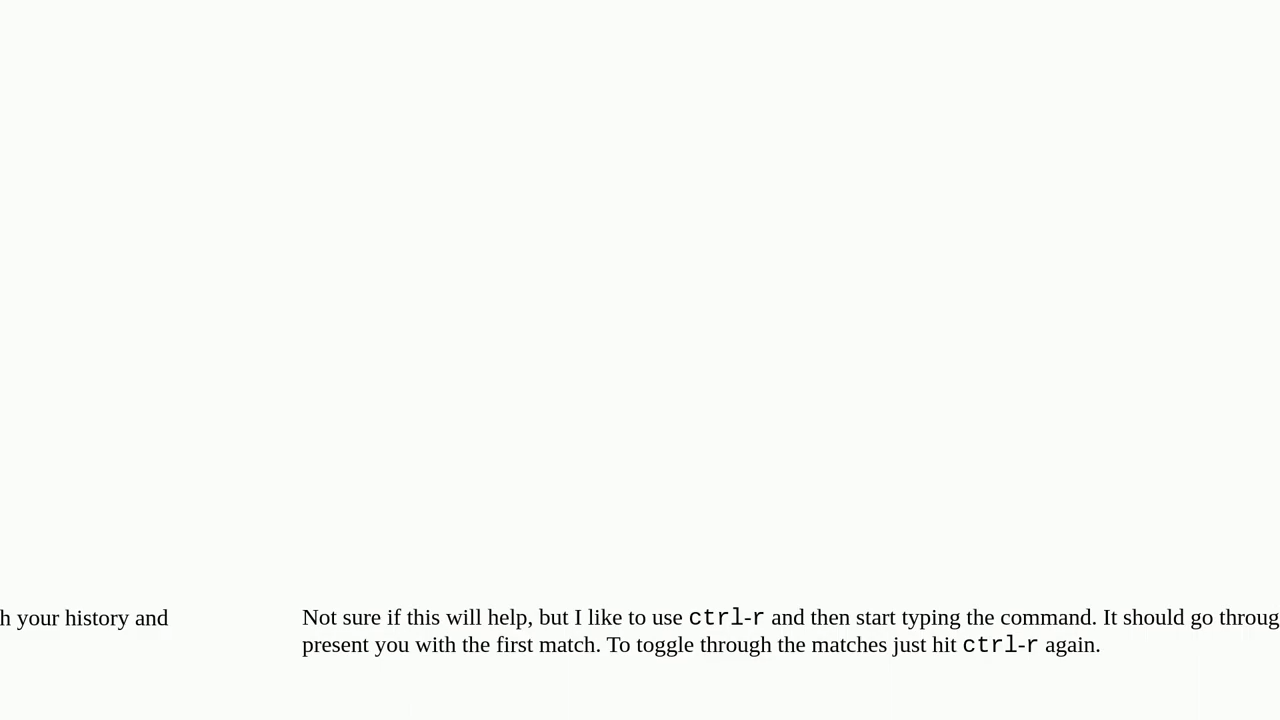 h your history and
Not sure if this will help, but I like to use ctrl-r and then start typing the command. It should go throug
present you with the first match. To toggle through the matches just hit ctrl-r again.